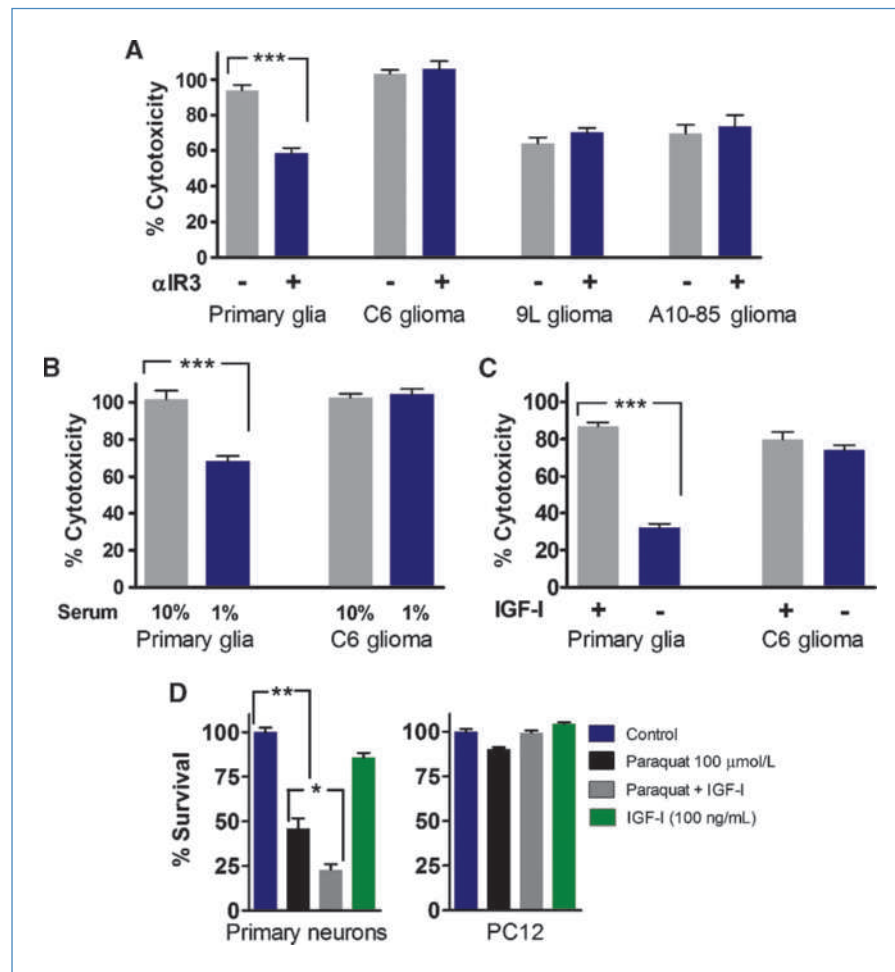 A
***
% Cytotoxicity
100
80
60
40
20
0
αIR3 - + - + - + - +
Primary glia C6 glioma 9L glioma A10-85 glioma
B
***
% Cytotoxicity
100
80
60
40
20
0
Serum 10% 1% 10% 1%
Primary glia C6 glioma
C
***
% Cytotoxicity
100
80
60
40
20
0
IGF-I + - + -
Primary glia C6 glioma
D
**
*
% Survival
100
75
50
25
0
Primary neurons
100
75
50
25
0
PC12
Control
Paraquat 100 μmol/L
Paraquat + IGF-I
IGF-I (100 ng/mL)